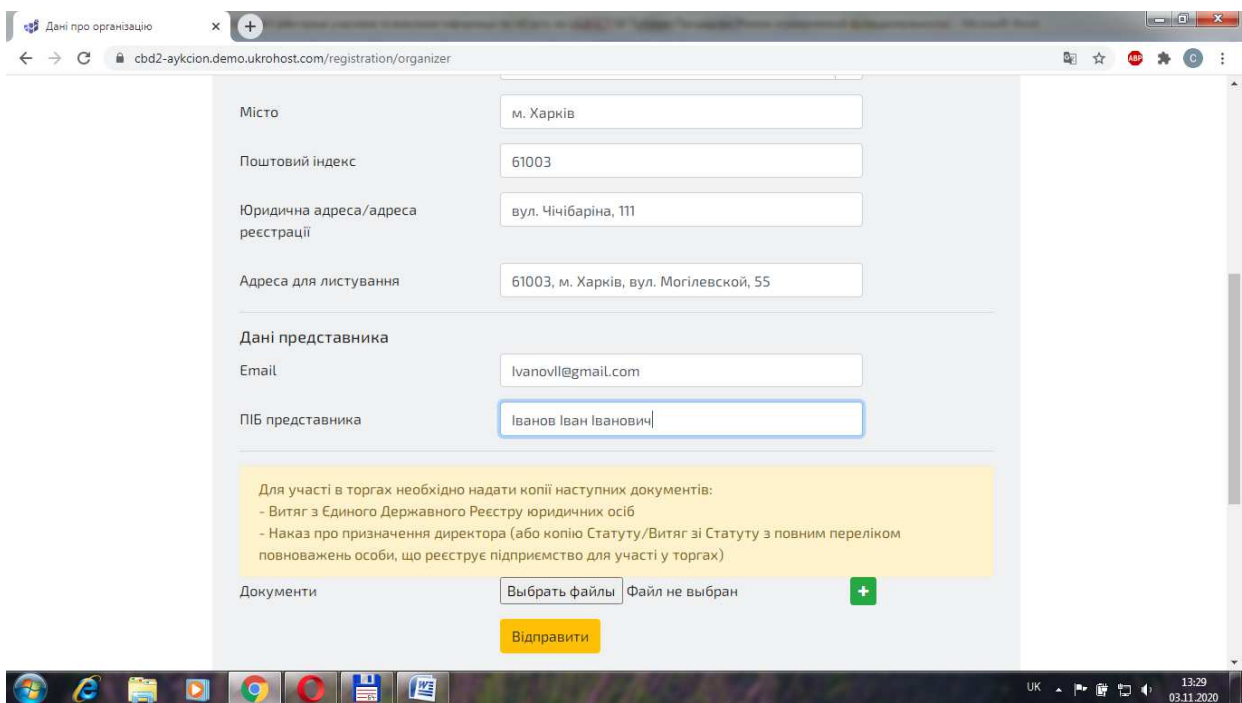 Дані про організацію
cbd2-aykcion.demo.ukrohost.com/registration/organizer
ABP
C
Місто
м. Харків
Поштовий індекс
61003
Юридична адреса/адреса
реєстрації
вул. Чічібаріна, 111
Адреса для листування
61003, м. Харків, вул. Могілевской, 55
Дані представника
Email
IvanovII@gmail.com
ПІБ представника
Іванов Іван Іванович
Для участі в торгах необхідно надати копії наступних документів:
- Витяг з Єдиного Державного Реєстру юридичних осіб
- Наказ про призначення директора (або копію Статуту/Витяг зі Статуту з повним переліком
повноважень особи, що реєструє підприємство для участі у торгах)
Документи
Выбрать файлы Файл не выбран
Відправити
UK
13:29
03.11.2020